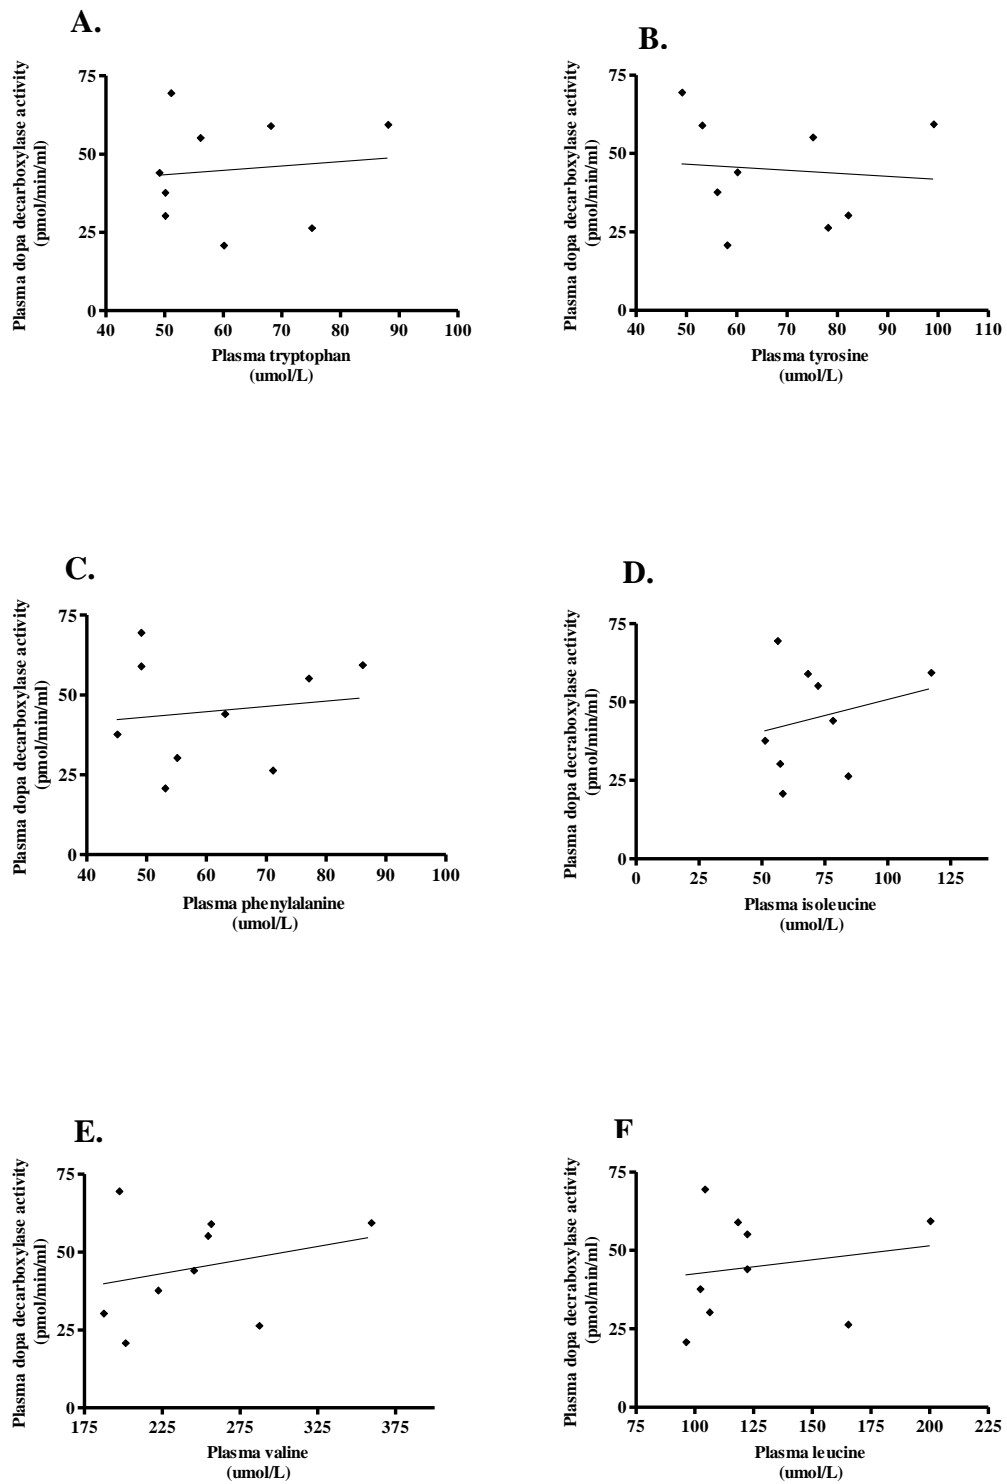 A.
Plasma dopa decarboxylase activity
(pmol/min/ml)
75
50
25
0
40 50 60 70 80 90 100
Plasma tryptophan
(umol/L)
B.
Plasma dopa decarboxylase activity
(pmol/min/ml)
75
50
25
0
40 50 60 70 80 90 100 110
Plasma tyrosine
(umol/L)
C.
Plasma dopa decarboxylase activity
(pmol/min/ml)
75
50
25
0
40 50 60 70 80 90 100
Plasma phenylalanine
(umol/L)
D.
Plasma dopa decraboxylase activity
(pmol/min/ml)
75
50
25
0
0 25 50 75 100 125
Plasma isoleucine
(umol/L)
E.
Plasma dopa decarboxylase activity
(pmol/min/ml)
75
50
25
0
175 225 275 325 375
Plasma valine
(umol/L)
F
Plasma dopa decraboxylase activity
(pmol/min/ml)
75
50
25
0
75 100 125 150 175 200 225
Plasma leucine
(umol/L)